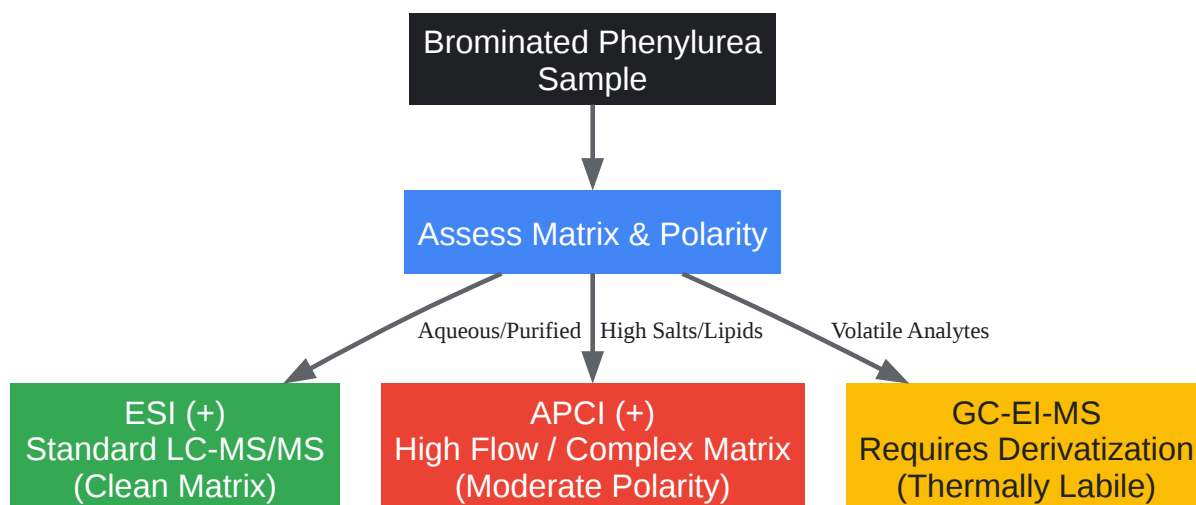 Brominated Phenylurea
Sample
Assess Matrix & Polarity
Aqueous/Purified
High Salts/Lipids
Volatile Analytes
ESI (+)
Standard LC-MS/MS
(Clean Matrix)
APCI (+)
High Flow / Complex Matrix
(Moderate Polarity)
GC-EI-MS
Requires Derivatization
(Thermally Labile)